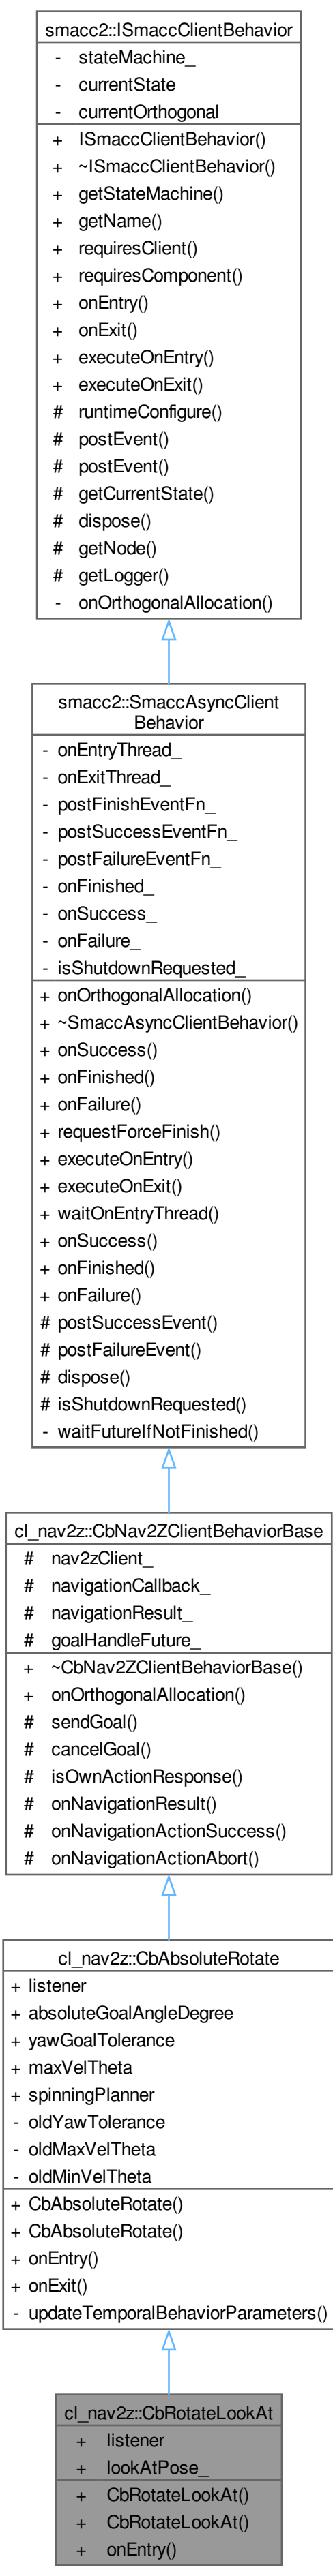 smacc2::ISmaccClientBehavior
- stateMachine_
- currentState
- currentOrthogonal
+ ISmaccClientBehavior()
+ ~ISmaccClientBehavior()
+ getStateMachine()
+ getName()
+ requiresClient()
+ requiresComponent()
+ onEntry()
+ onExit()
+ executeOnEntry()
+ executeOnExit()
# runtimeConfigure()
# postEvent()
# postEvent()
# getCurrentState()
# dispose()
# getNode()
# getLogger()
- onOrthogonalAllocation()
smacc2::SmaccAsyncClient
Behavior
- onEntryThread_
- onExitThread_
- postFinishEventFn_
- postSuccessEventFn_
- postFailureEventFn_
- onFinished_
- onSuccess_
- onFailure_
- isShutdownRequested_
+ onOrthogonalAllocation()
+ ~SmaccAsyncClientBehavior()
+ onSuccess()
+ onFinished()
+ onFailure()
+ requestForceFinish()
+ executeOnEntry()
+ executeOnExit()
+ waitOnEntryThread()
+ onSuccess()
+ onFinished()
+ onFailure()
# postSuccessEvent()
# postFailureEvent()
# dispose()
# isShutdownRequested()
- waitFutureIfNotFinished()
cl_nav2z::CbNav2ZClientBehaviorBase
# nav2zClient_
# navigationCallback_
# navigationResult_
# goalHandleFuture_
+ ~CbNav2ZClientBehaviorBase()
+ onOrthogonalAllocation()
# sendGoal()
# cancelGoal()
# isOwnActionResponse()
# onNavigationResult()
# onNavigationActionSuccess()
# onNavigationActionAbort()
cl_nav2z::CbAbsoluteRotate
+ listener
+ absoluteGoalAngleDegree
+ yawGoalTolerance
+ maxVelTheta
+ spinningPlanner
- oldYawTolerance
- oldMaxVelTheta
- oldMinVelTheta
+ CbAbsoluteRotate()
+ CbAbsoluteRotate()
+ onEntry()
+ onExit()
- updateTemporalBehaviorParameters()
cl_nav2z::CbRotateLookAt
+ listener
+ lookAtPose_
+ CbRotateLookAt()
+ CbRotateLookAt()
+ onEntry()